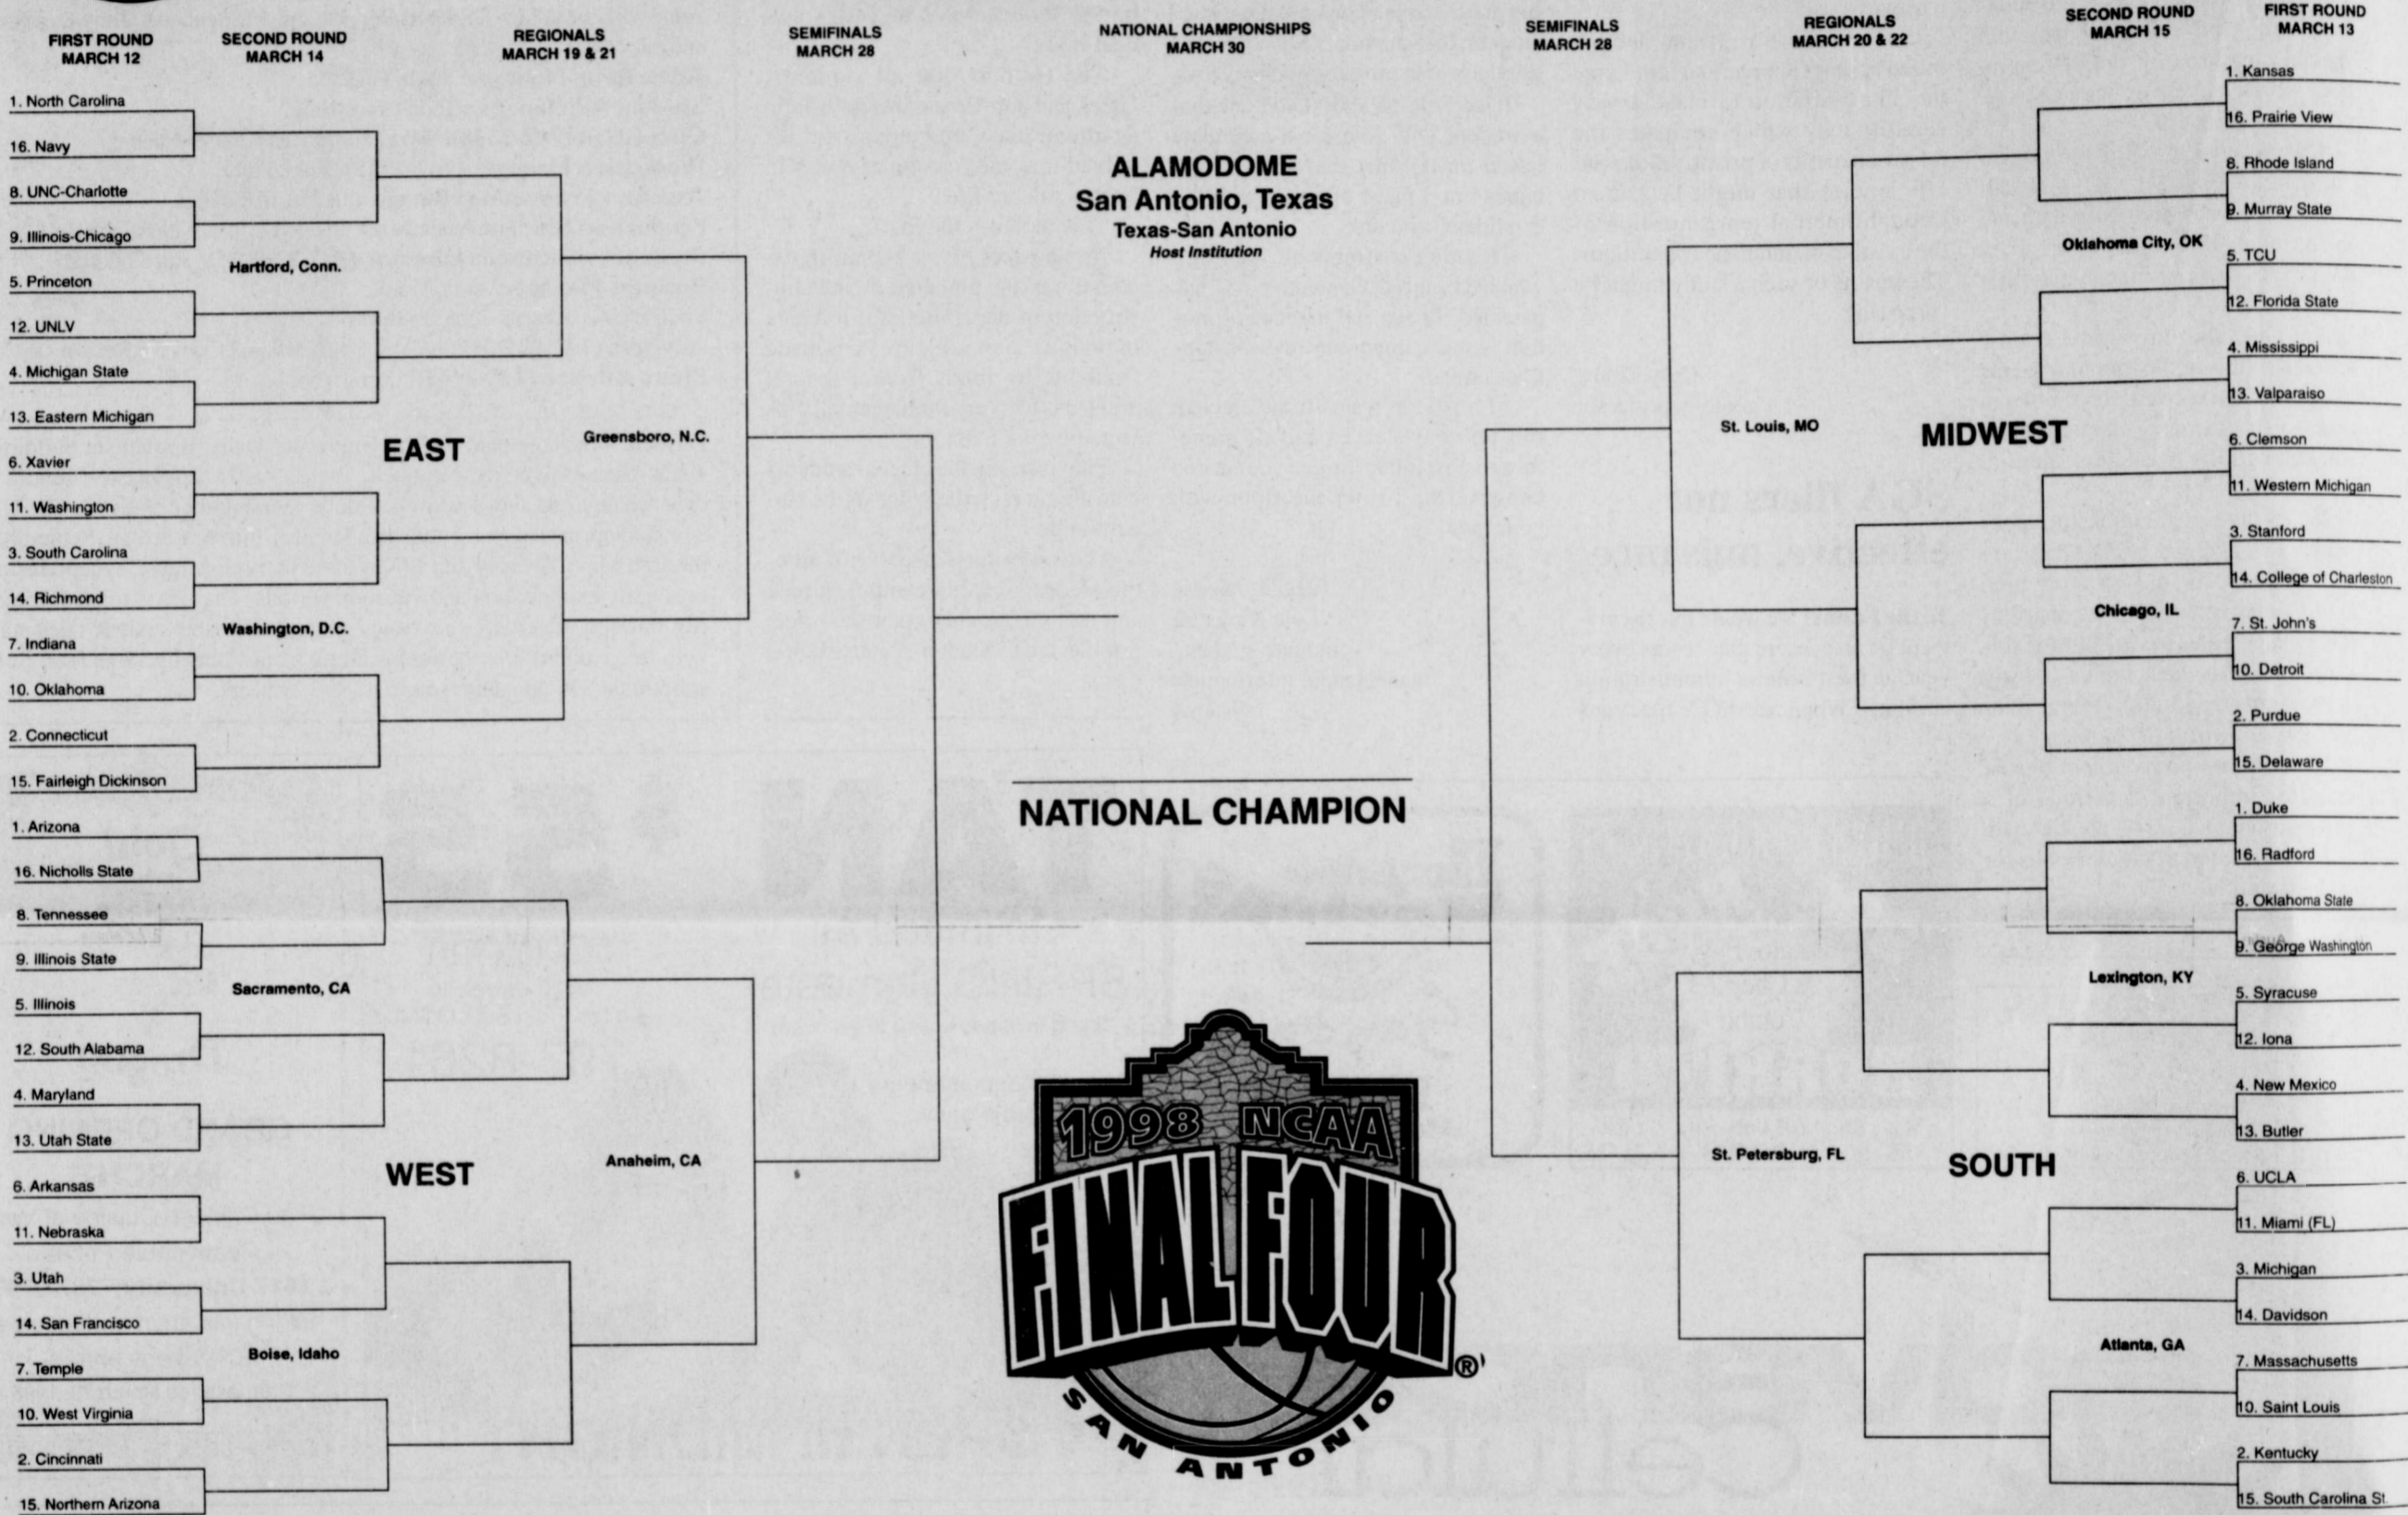 FIRST ROUND
MARCH 12
SECOND ROUND
MARCH 14
REGIONALS
MARCH 19 & 21
SEMIFINALS
MARCH 28
NATIONAL CHAMPIONSHIPS
MARCH 30
SEMIFINALS
MARCH 28
REGIONALS
MARCH 20 & 22
SECOND ROUND
MARCH 15
FIRST ROUND
MARCH 13
1. North Carolina
16. Navy
8. UNC-Charlotte
9. Illinois-Chicago
Hartford, Conn.
5. Princeton
12. UNLV
4. Michigan State
13. Eastern Michigan
EAST
Greensboro, N.C.
6. Xavier
11. Washington
3. South Carolina
14. Richmond
Washington, D.C.
7. Indiana
10. Oklahoma
2. Connecticut
15. Fairleigh Dickinson
1. Arizona
16. Nicholls State
8. Tennessee
9. Illinois State
Sacramento, CA
5. Illinois
12. South Alabama
4. Maryland
13. Utah State
WEST
Anaheim, CA
6. Arkansas
11. Nebraska
3. Utah
14. San Francisco
Boise, Idaho
7. Temple
10. West Virginia
2. Cincinnati
15. Northern Arizona
ALAMODOME
San Antonio, Texas
Texas-San Antonio
Host Institution
NATIONAL CHAMPION
1998 NCAA
FINAL FOUR
®
SAN ANTONIO
1. Kansas
16. Prairie View
8. Rhode Island
9. Murray State
Oklahoma City, OK
5. TCU
12. Florida State
4. Mississippi
13. Valparaiso
St. Louis, MO
MIDWEST
6. Clemson
11. Western Michigan
3. Stanford
14. College of Charleston
Chicago, IL
7. St. John's
10. Detroit
2. Purdue
15. Delaware
1. Duke
16. Radford
8. Oklahoma State
9. George Washington
Lexington, KY
5. Syracuse
12. Iona
4. New Mexico
13. Butler
St. Petersburg, FL
SOUTH
6. UCLA
11. Miami (FL)
3. Michigan
14. Davidson
Atlanta, GA
7. Massachusetts
10. Saint Louis
2. Kentucky
15. South Carolina St.